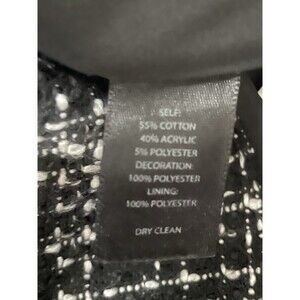 SELF:
55% COTTON
40% ACRYLIC
5% POLYESTER
DECORATION:
100% POLYESTER
LINING:
100% POLYESTER
DRY CLEAN